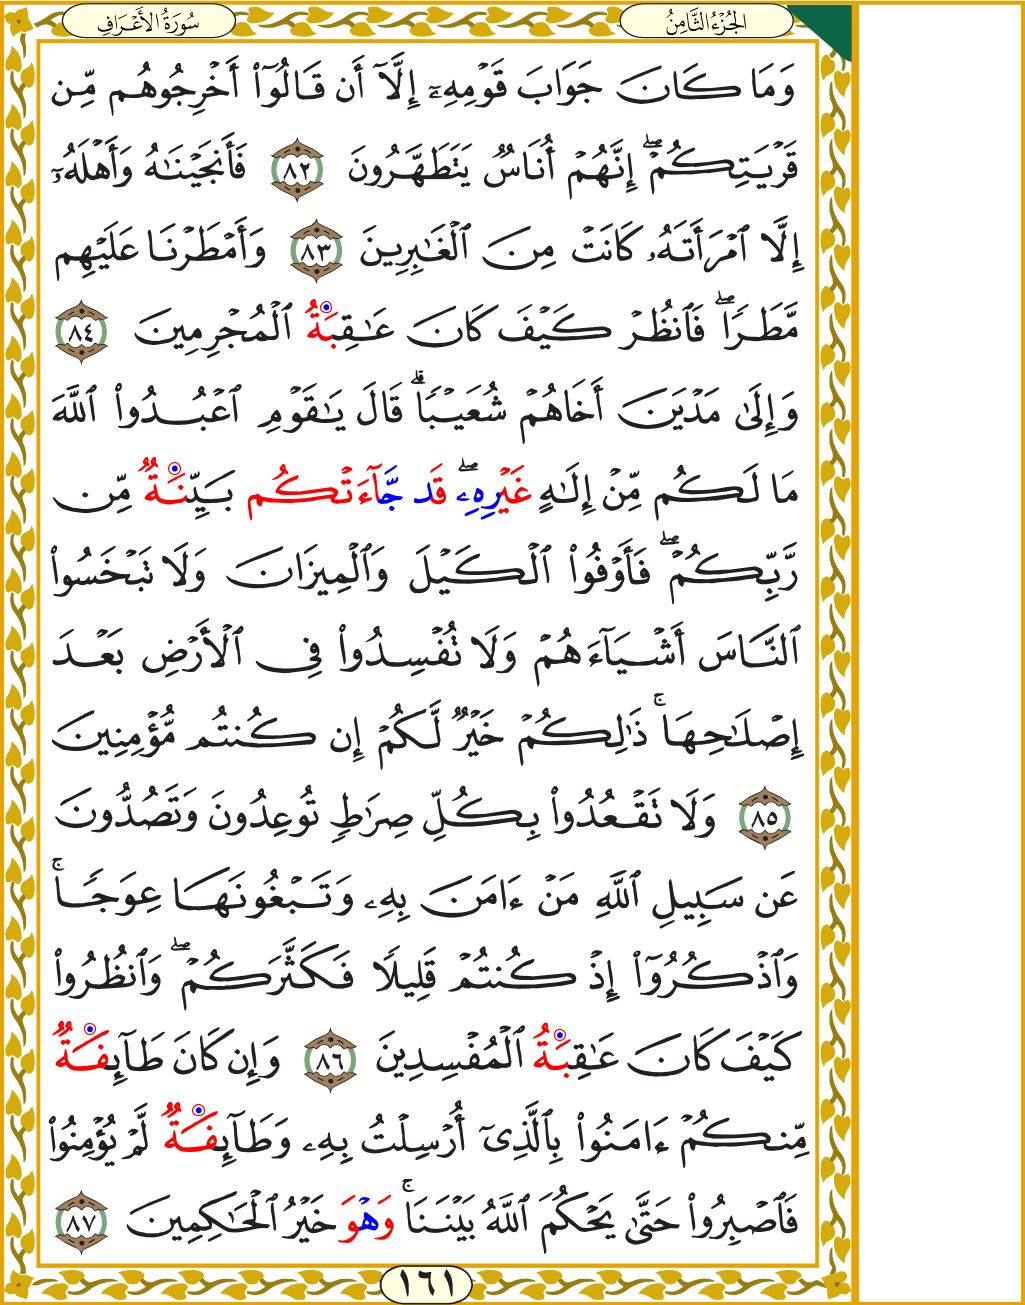 الجُزْءُ الثَّامِنُ
سُورَةُ الأَعْرَافِ
وَمَا كَانَ جَوَابَ قَوْمِهِۦٓ إِلَّآ أَن قَالُوٓا۟ أَخْرِجُوهُم مِّن
قَرْيَتِكُمْ ۖ إِنَّهُمْ أُنَاسٌ يَتَطَهَّرُونَ ٨٢ فَأَنجَيْنَٰهُ وَأَهْلَهُۥٓ
إِلَّا ٱمْرَأَتَهُۥ كَانَتْ مِنَ ٱلْغَٰبِرِينَ ٨٣ وَأَمْطَرْنَا عَلَيْهِم
مَّطَرًا ۖ فَٱنظُرْ كَيْفَ كَانَ عَٰقِبَةُ ٱلْمُجْرِمِينَ ٨٤
وَإِلَىٰ مَدْيَنَ أَخَاهُمْ شُعَيْبًا ۗ قَالَ يَٰقَوْمِ ٱعْبُدُوا۟ ٱللَّهَ
مَا لَكُم مِّنْ إِلَٰهٍ غَيْرِهِۦ ۖ قَد جَّآءَتْكُم بَيِّنَةٌ مِّن
رَّبِّكُمْ ۖ فَأَوْفُوا۟ ٱلْكَيْلَ وَٱلْمِيزَانَ وَلَا تَبْخَسُوا۟
ٱلنَّاسَ أَشْيَآءَهُمْ وَلَا تُفْسِدُوا۟ فِى ٱلْأَرْضِ بَعْدَ
إِصْلَٰحِهَا ۚ ذَٰلِكُمْ خَيْرٌ لَّكُمْ إِن كُنتُم مُّؤْمِنِينَ
٨٥ وَلَا تَقْعُدُوا۟ بِكُلِّ صِرَٰطٍ تُوعِدُونَ وَتَصُدُّونَ
عَن سَبِيلِ ٱللَّهِ مَنْ ءَامَنَ بِهِۦ وَتَبْغُونَهَا عِوَجًا ۚ
وَٱذْكُرُوٓا۟ إِذْ كُنتُمْ قَلِيلًا فَكَثَّرَكُمْ ۖ وَٱنظُرُوا۟
كَيْفَ كَانَ عَٰقِبَةُ ٱلْمُفْسِدِينَ ٨٦ وَإِن كَانَ طَآئِفَةٌ
مِّنكُمْ ءَامَنُوا۟ بِٱلَّذِىٓ أُرْسِلْتُ بِهِۦ وَطَآئِفَةٌ لَّمْ يُؤْمِنُوا۟
فَٱصْبِرُوا۟ حَتَّىٰ يَحْكُمَ ٱللَّهُ بَيْنَنَا ۚ وَهْوَ خَيْرُ ٱلْحَٰكِمِينَ ٨٧
١٦١